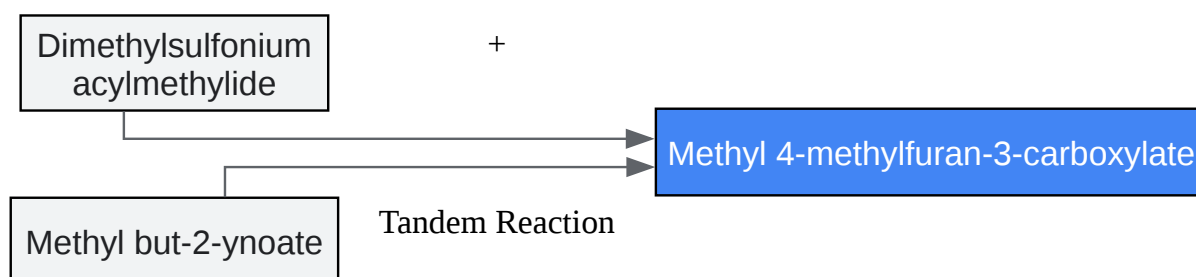 Dimethylsulfonium
acylmethylide
+
Methyl 4-methylfuran-3-carboxylate
Tandem Reaction
Methyl but-2-ynoate